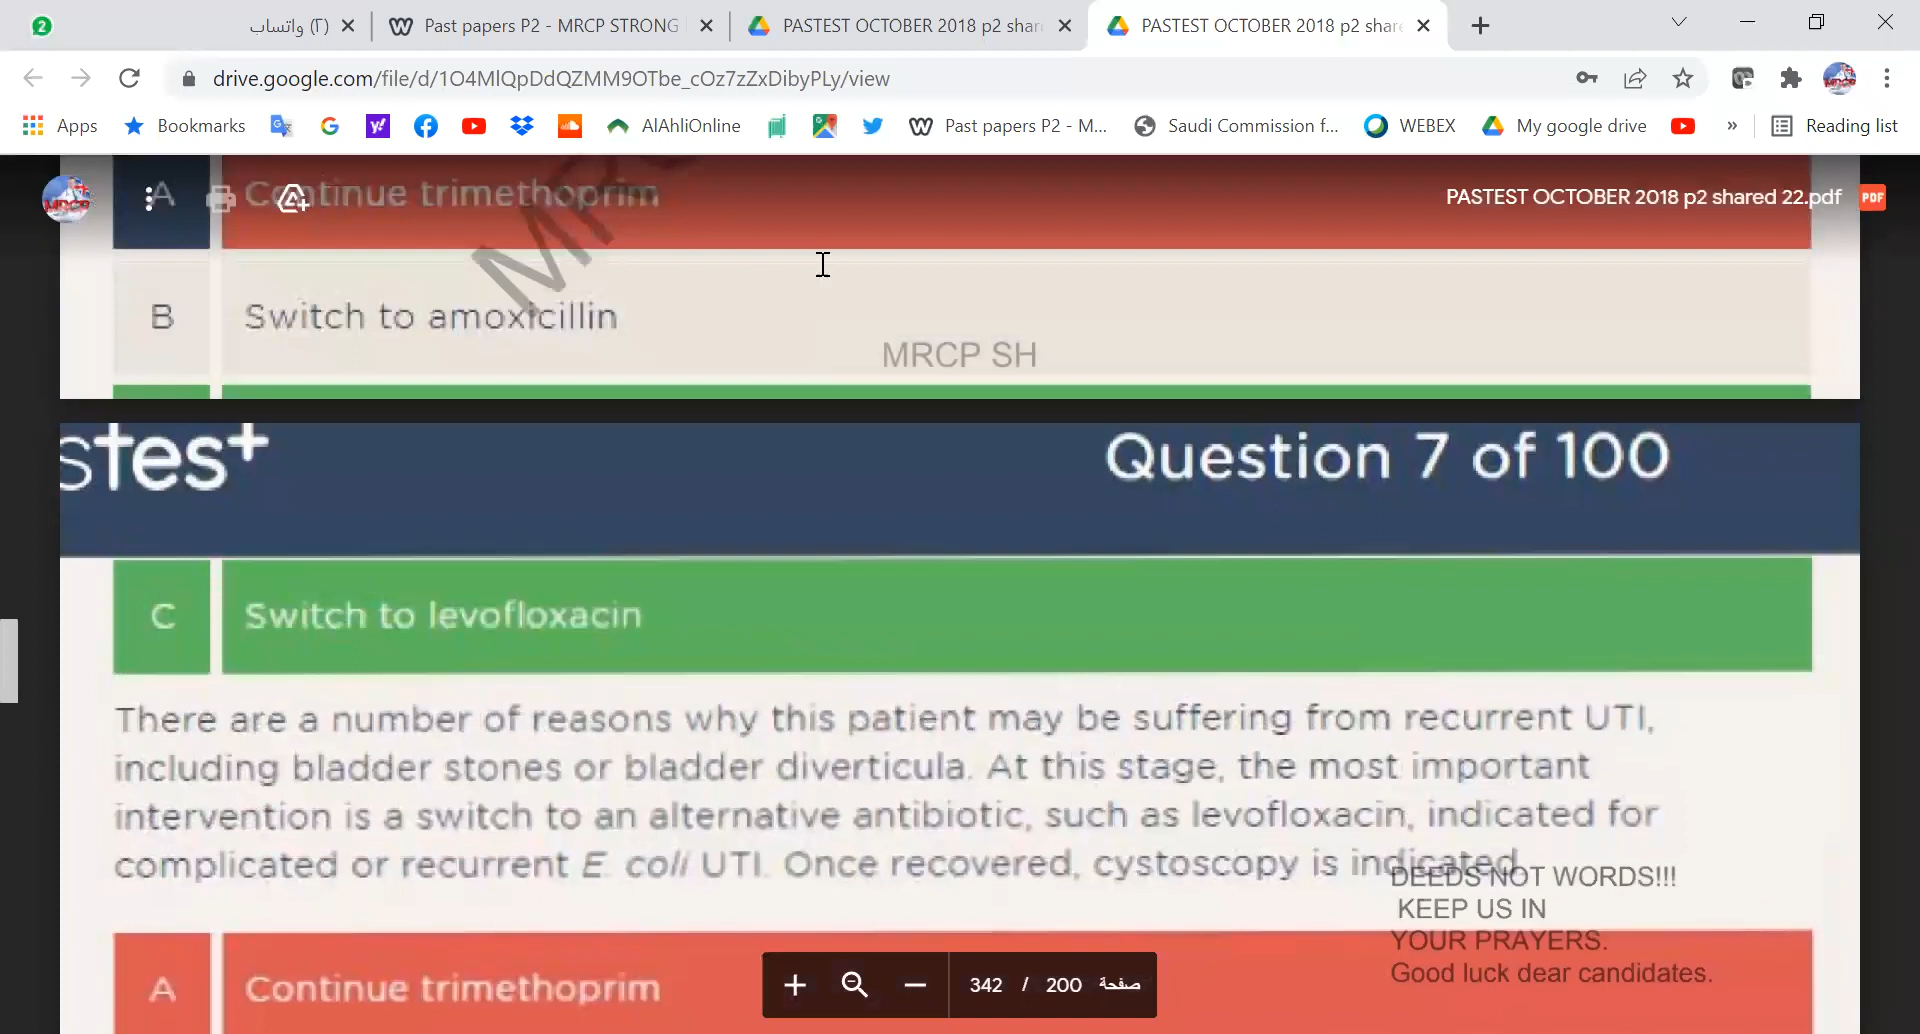 2
(٢) واتساب
Past papers P2 - MRCP STRONG
PASTEST OCTOBER 2018 p2 shar
PASTEST OCTOBER 2018 p2 share
drive.google.com/file/d/1O4MlQpDdQZMM9OTbe_cOz7zZxDibyPLy/view
Apps
Bookmarks
AlAhliOnline
Past papers P2 - M...
Saudi Commission f...
WEBEX
My google drive
»
Reading list
MRCP
A
Continue trimethoprim
PASTEST OCTOBER 2018 p2 shared 22.pdf
PDF
B
Switch to amoxicillin
MRCP SH
stest
Question 7 of 100
C
Switch to levofloxacin
There are a number of reasons why this patient may be suffering from recurrent UTI,
including bladder stones or bladder diverticula. At this stage, the most important
intervention is a switch to an alternative antibiotic, such as levofloxacin, indicated for
complicated or recurrent E. coli UTI. Once recovered, cystoscopy is indicated.
DEEDS NOT WORDS!!!
KEEP US IN
YOUR PRAYERS.
Good luck dear candidates.
A
Continue trimethoprim
342 / 200 صفحة